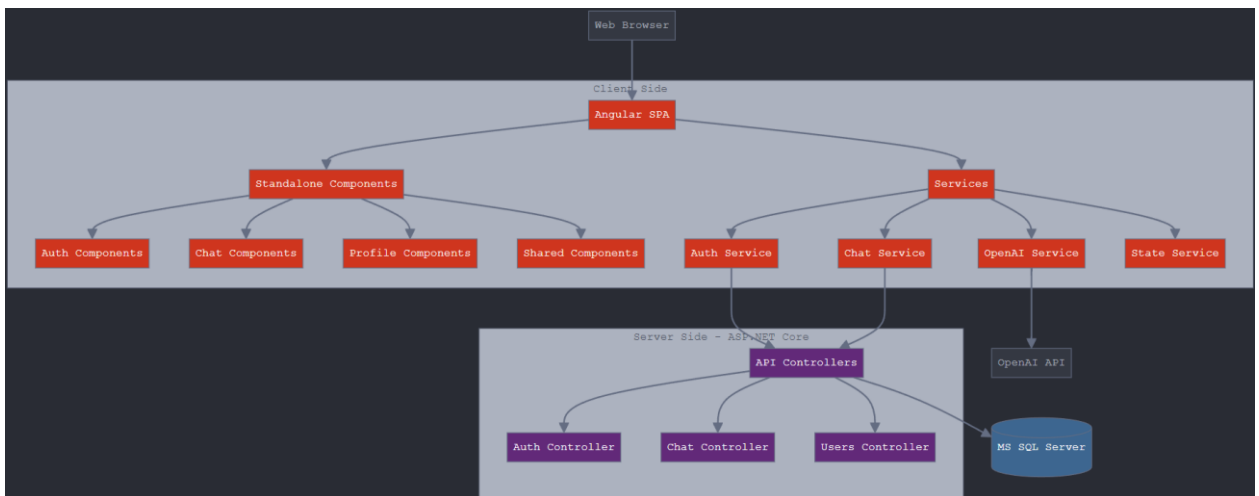 Web Browser
Client Side
Angular SPA
Standalone Components
Services
Auth Components
Chat Components
Profile Components
Shared Components
Auth Service
Chat Service
OpenAI Service
State Service
Server Side - ASP.NET Core
API Controllers
OpenAI API
Auth Controller
Chat Controller
Users Controller
MS SQL Server